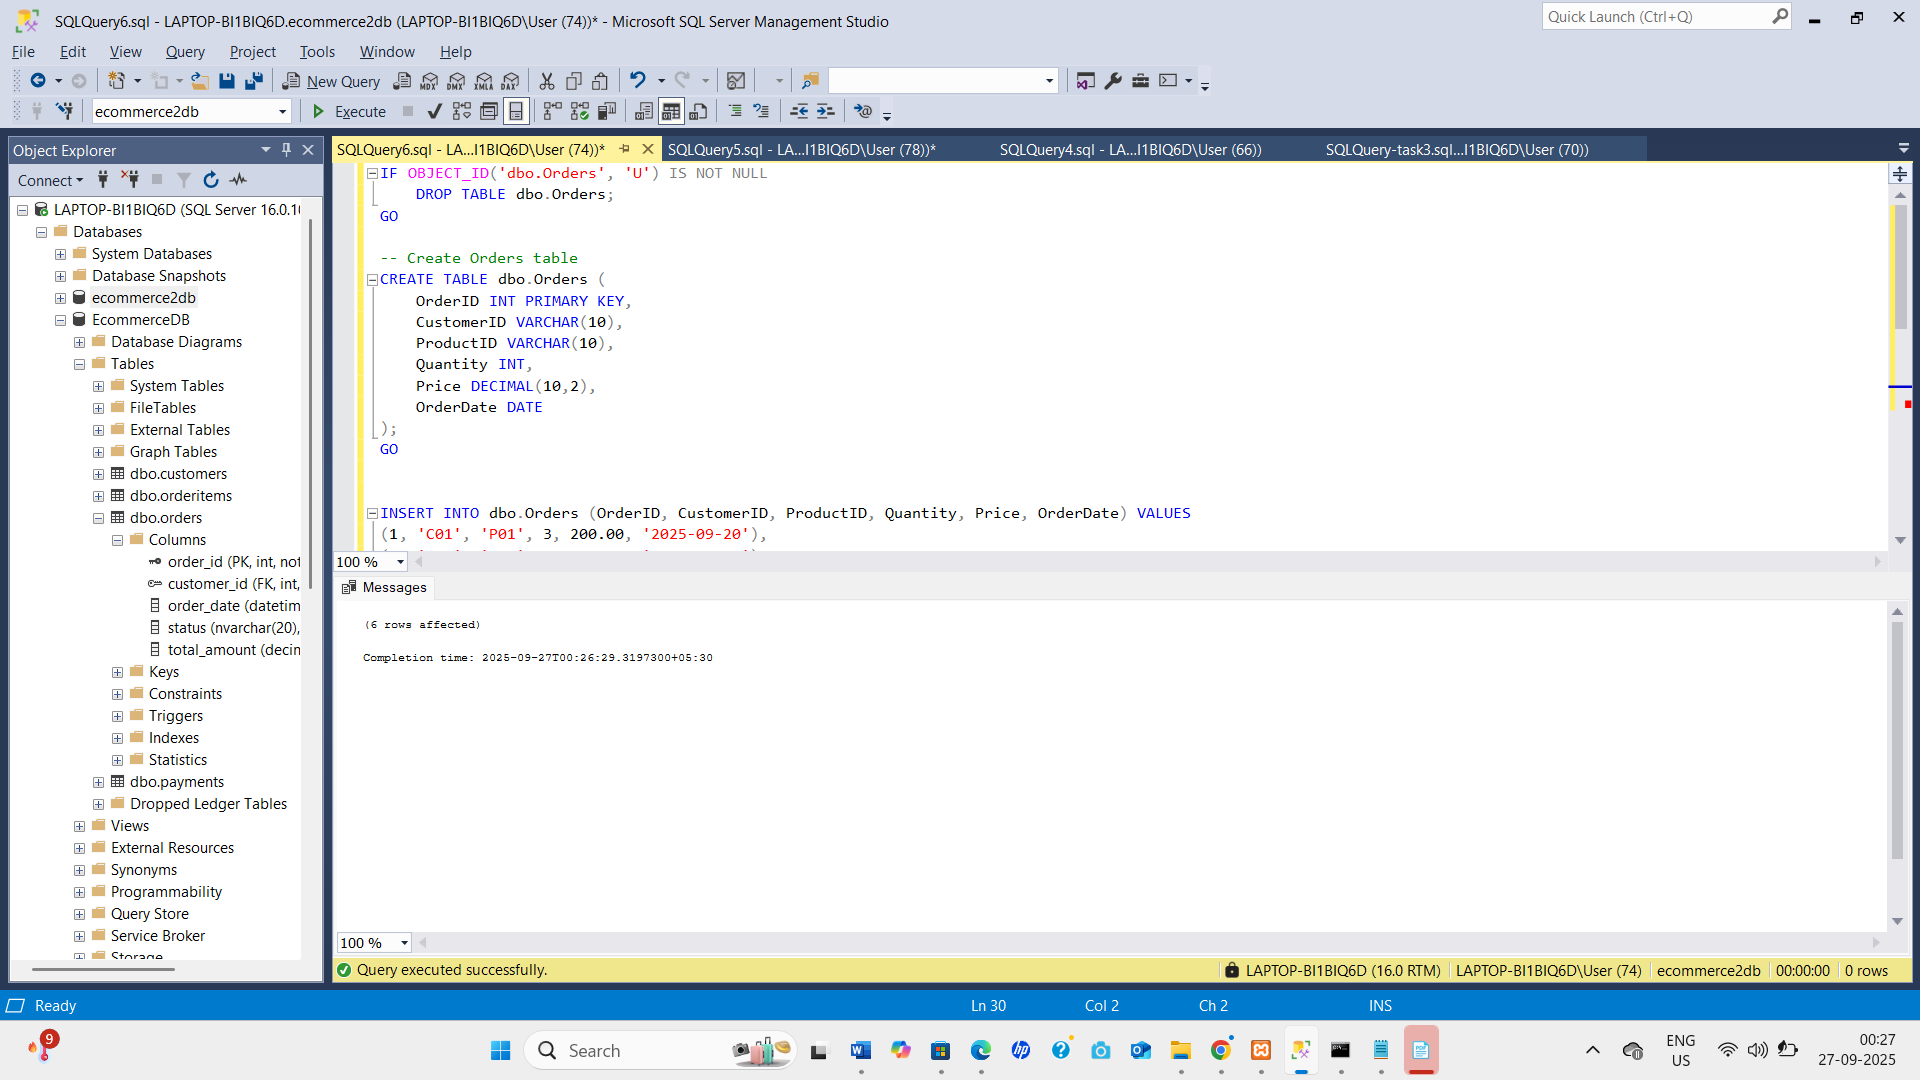 SQLQuery6.sql - LAPTOP-BI1BIQ6D.ecommerce2db (LAPTOP-BI1BIQ6D\User (74))* - Microsoft SQL Server Management Studio
Quick Launch (Ctrl+Q)
File Edit View Query Project Tools Window Help
New Query MDX DMX XMLA DAX
ecommerce2db Execute
Object Explorer
Connect
LAPTOP-BI1BIQ6D (SQL Server 16.0.10
Databases
System Databases
Database Snapshots
ecommerce2db
EcommerceDB
Database Diagrams
Tables
System Tables
FileTables
External Tables
Graph Tables
dbo.customers
dbo.orderitems
dbo.orders
Columns
order_id (PK, int, not
customer_id (FK, int,
order_date (datetim
status (nvarchar(20),
total_amount (decin
Keys
Constraints
Triggers
Indexes
Statistics
dbo.payments
Dropped Ledger Tables
Views
External Resources
Synonyms
Programmability
Query Store
Service Broker
Storage
SQLQuery6.sql - LA...I1BIQ6D\User (74))* SQLQuery5.sql - LA...I1BIQ6D\User (78))* SQLQuery4.sql - LA...I1BIQ6D\User (66)) SQLQuery-task3.sql...I1BIQ6D\User (70))
IF OBJECT_ID('dbo.Orders', 'U') IS NOT NULL
DROP TABLE dbo.Orders;
GO
-- Create Orders table
CREATE TABLE dbo.Orders (
OrderID INT PRIMARY KEY,
CustomerID VARCHAR(10),
ProductID VARCHAR(10),
Quantity INT,
Price DECIMAL(10,2),
OrderDate DATE
);
GO
INSERT INTO dbo.Orders (OrderID, CustomerID, ProductID, Quantity, Price, OrderDate) VALUES
(1, 'C01', 'P01', 3, 200.00, '2025-09-20'),
100 %
Messages
(6 rows affected)
Completion time: 2025-09-27T00:26:29.3197300+05:30
100 %
Query executed successfully. LAPTOP-BI1BIQ6D (16.0 RTM) LAPTOP-BI1BIQ6D\User (74) ecommerce2db 00:00:00 0 rows
Ready Ln 30 Col 2 Ch 2 INS
9 Search ENG 00:27
US 27-09-2025